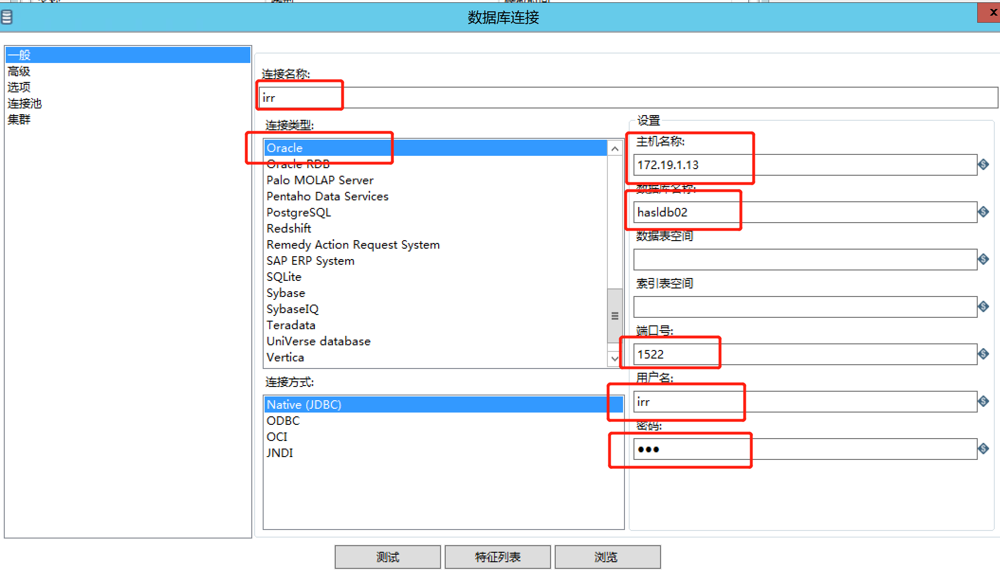 数据库连接
x
一般
高级
选项
连接池
集群
连接名称:
irr
连接类型:
Oracle
Oracle RDB
Palo MOLAP Server
Pentaho Data Services
PostgreSQL
Redshift
Remedy Action Request System
SAP ERP System
SQLite
Sybase
SybaseIQ
Teradata
UniVerse database
Vertica
连接方式:
Native (JDBC)
ODBC
OCI
JNDI
设置
主机名称:
172.19.1.13
数据库名称:
hasldb02
数据表空间
索引表空间
端口号:
1522
用户名:
irr
密码:
●●●
测试
特征列表
浏览